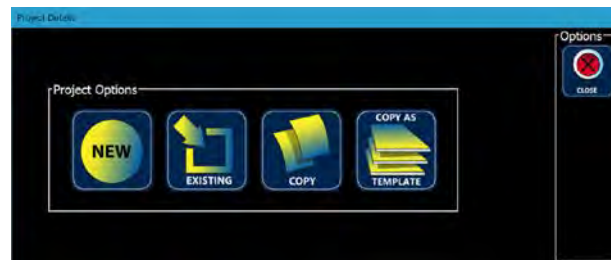 Project Details
Options
CLOSE
Project Options
NEW
EXISTING
COPY
COPY AS
TEMPLATE